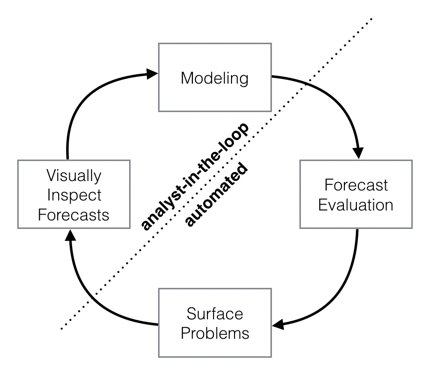 Modeling
analyst-in-the-loop
automated
Visually
Inspect
Forecasts
Forecast
Evaluation
Surface
Problems